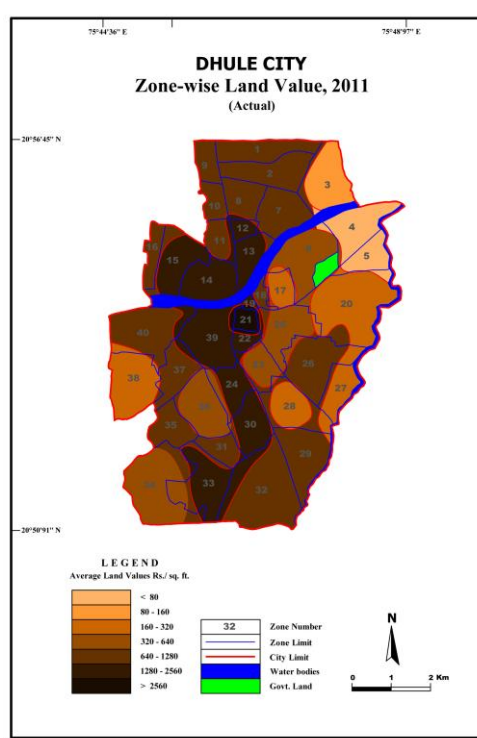 75°44'36" E
75°48'97" E
DHULE CITY
Zone-wise Land Value, 2011
(Actual)
20°56'45" N
1
9
2
3
8
10
7
12
4
11
16
13
5
15
14
17
18
19
20
21
40
39
22
26
37
38
24
27
28
30
35
31
29
33
32
20°50'91" N
L E G E N D
Average Land Values Rs./ sq. ft.
< 80
80 - 160
160 - 320
320 - 640
640 - 1280
1280 - 2560
> 2560
32 Zone Number
Zone Limit
City Limit
Water bodies
Govt. Land
N
0 1 2 Km